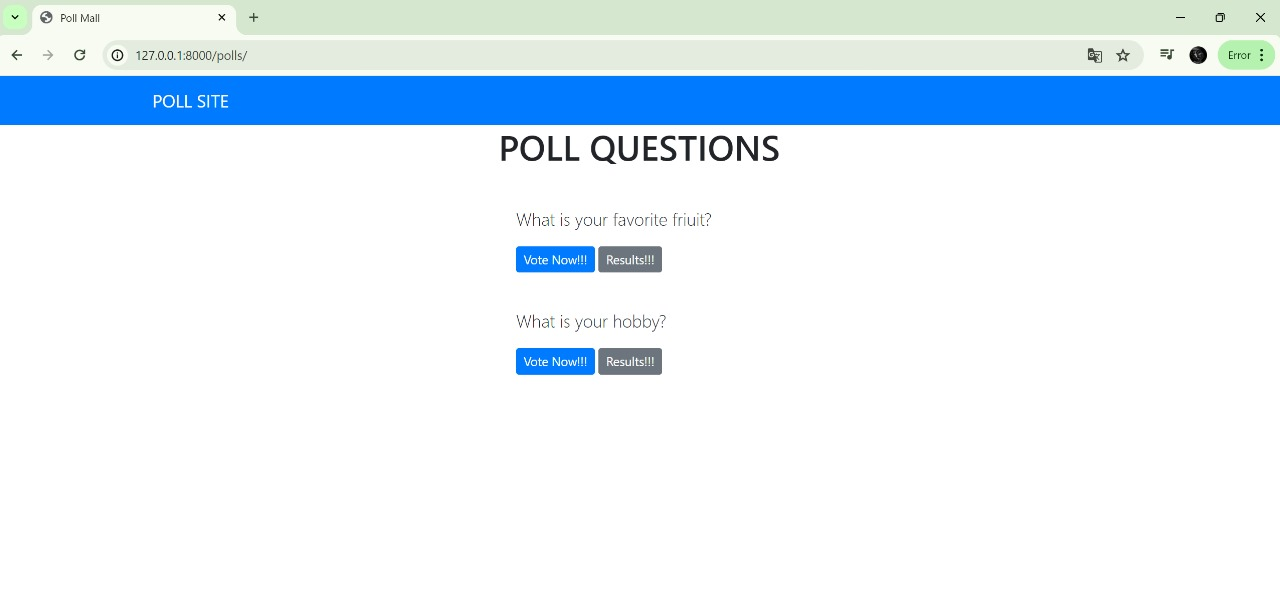 Poll Mall
127.0.0.1:8000/polls/
Error
POLL SITE
POLL QUESTIONS
What is your favorite friuit?
Vote Now!!! Results!!!
What is your hobby?
Vote Now!!! Results!!!